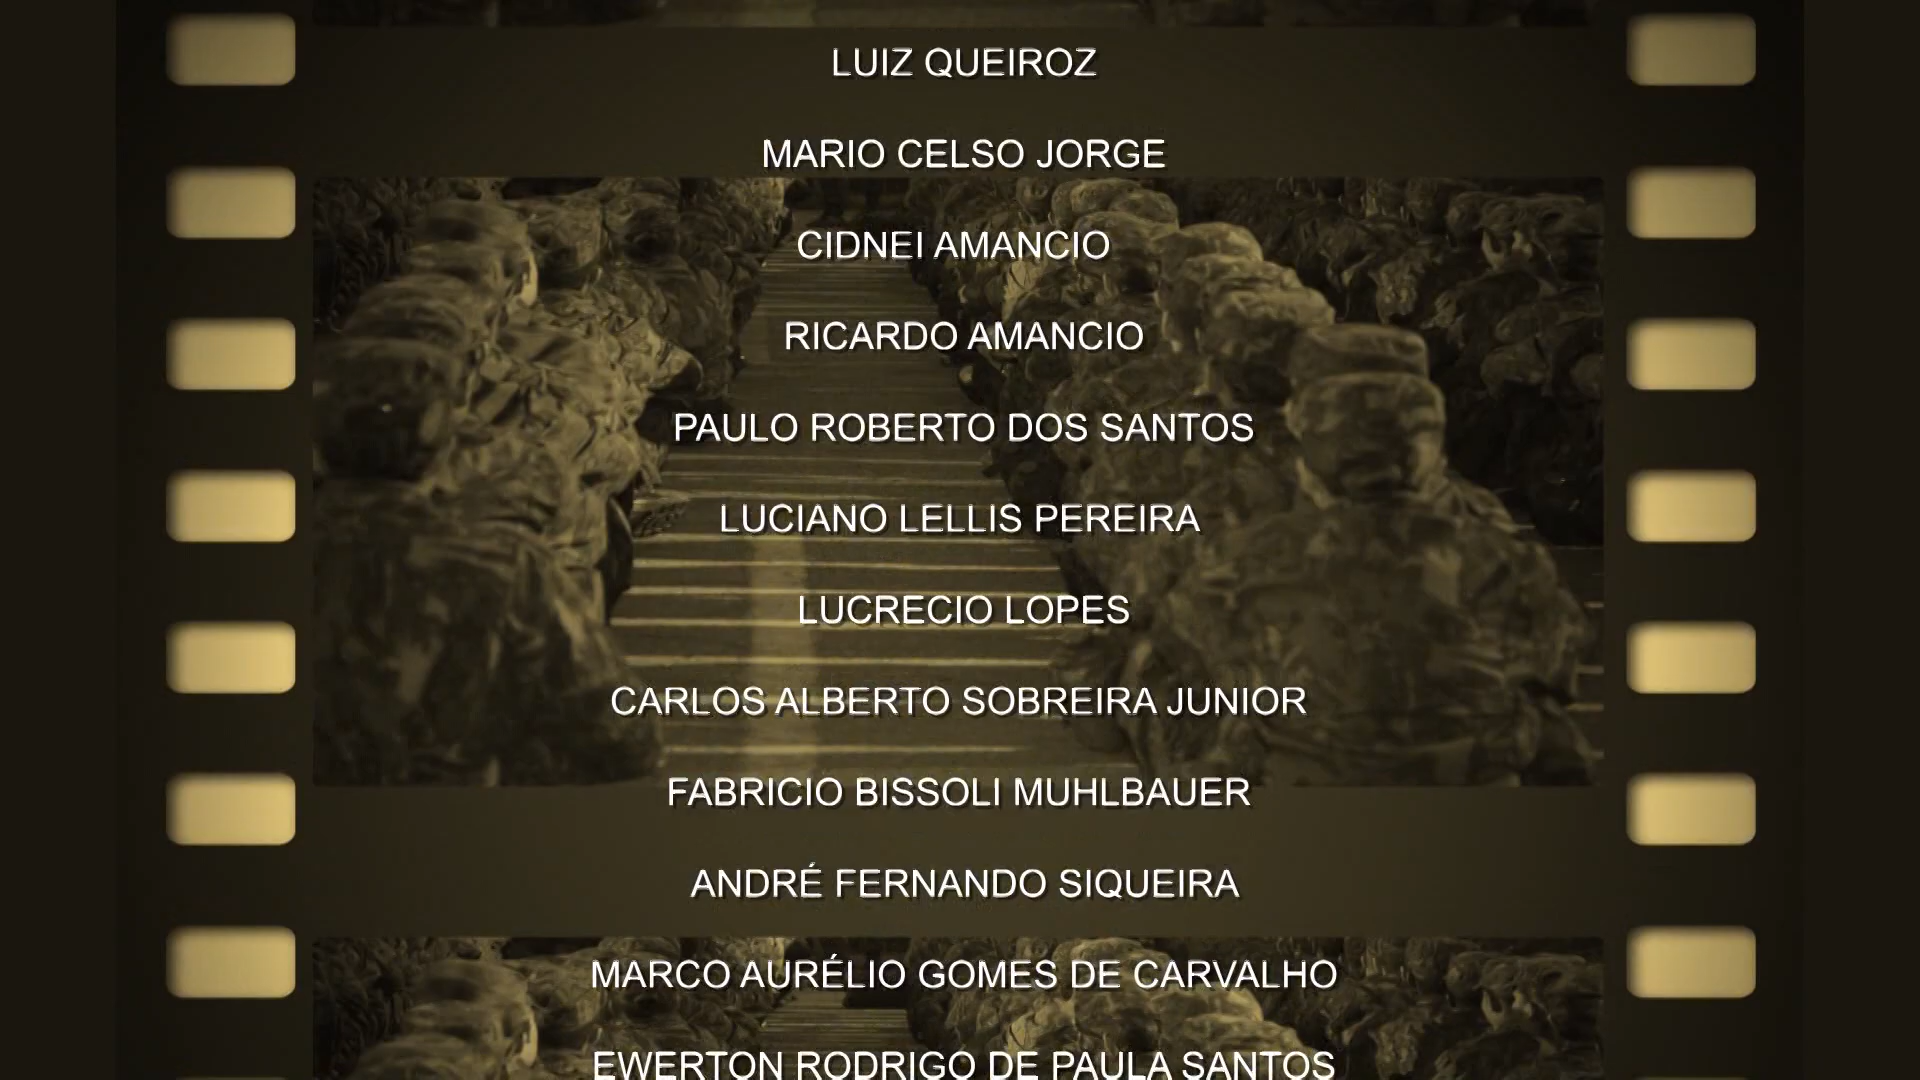 LUIZ QUEIROZ
MARIO CELSO JORGE
CIDNEI AMANCIO
RICARDO AMANCIO
PAULO ROBERTO DOS SANTOS
LUCIANO LELLIS PEREIRA
LUCRECIO LOPES
CARLOS ALBERTO SOBREIRA JUNIOR
FABRICIO BISSOLI MUHLBAUER
ANDRÉ FERNANDO SIQUEIRA
MARCO AURÉLIO GOMES DE CARVALHO
EWERTON RODRIGO DE PAULA SANTOS